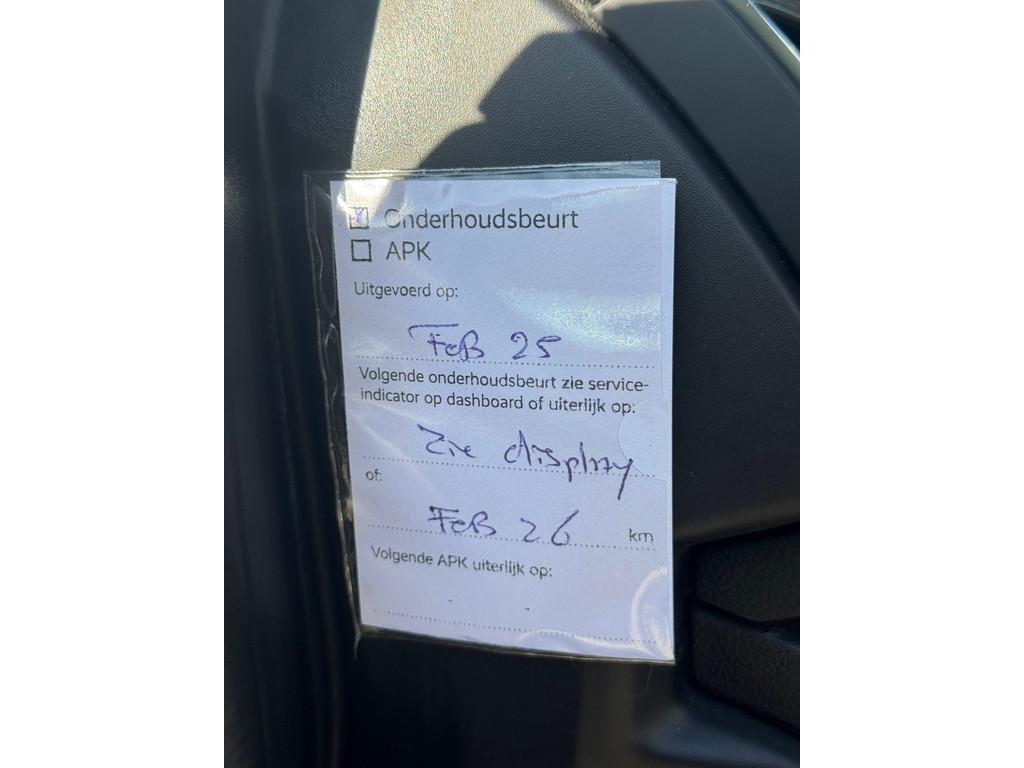 Onderhoudsbeurt
APK
Uitgevoerd op:
FEB 25
Volgende onderhoudsbeurt zie service-
indicator op dashboard of uiterlijk op:
Zie display
of:
FEB 26 km
Volgende APK uiterlijk op:
- -